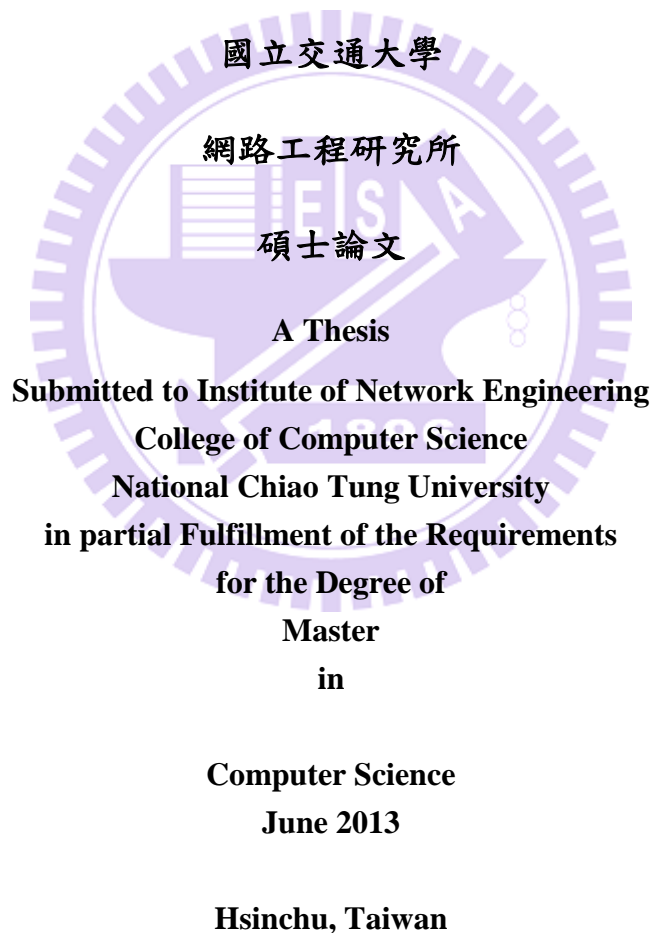 國立交通大學
網路工程研究所
碩士論文
A Thesis
Submitted to Institute of Network Engineering
College of Computer Science
National Chiao Tung University
in partial Fulfillment of the Requirements
for the Degree of
Master
in
Computer Science
June 2013
Hsinchu, Taiwan
ESA
1896